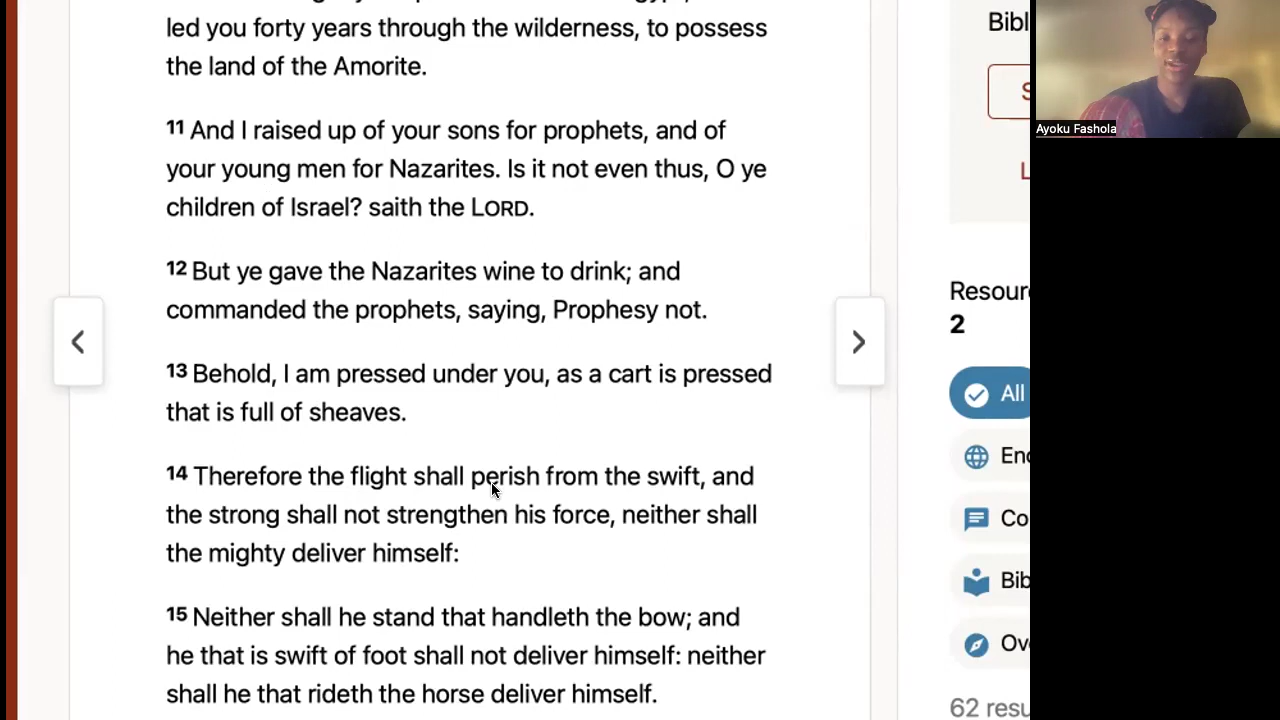 led you forty years through the wilderness, to possess
the land of the Amorite.
11 And I raised up of your sons for prophets, and of
your young men for Nazarites. Is it not even thus, O ye
children of Israel? saith the LORD.
12 But ye gave the Nazarites wine to drink; and
commanded the prophets, saying, Prophesy not.
13 Behold, I am pressed under you, as a cart is pressed
that is full of sheaves.
14 Therefore the flight shall perish from the swift, and
the strong shall not strengthen his force, neither shall
the mighty deliver himself:
15 Neither shall he stand that handleth the bow; and
he that is swift of foot shall not deliver himself: neither
shall he that rideth the horse deliver himself.
Bibl
S
L
Resour
2
All
Enc
Co
Bib
Ove
62 resu
Ayoku Fashola